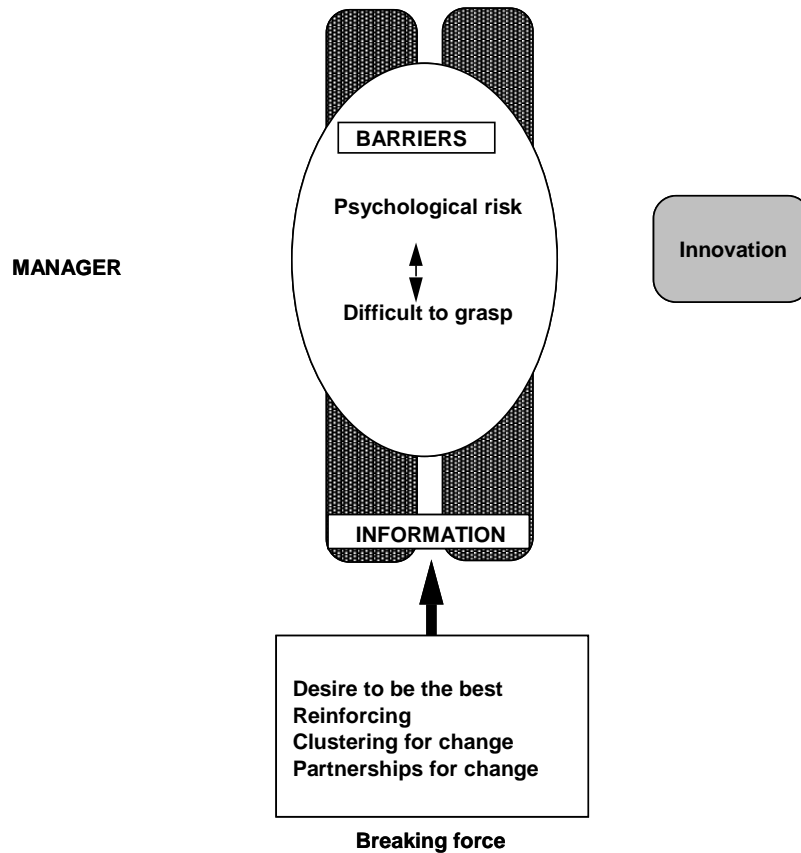 BARRIERS
Psychological risk
Innovation
MANAGER
Difficult to grasp
INFORMATION
Desire to be the best
Reinforcing
Clustering for change
Partnerships for change
Breaking force